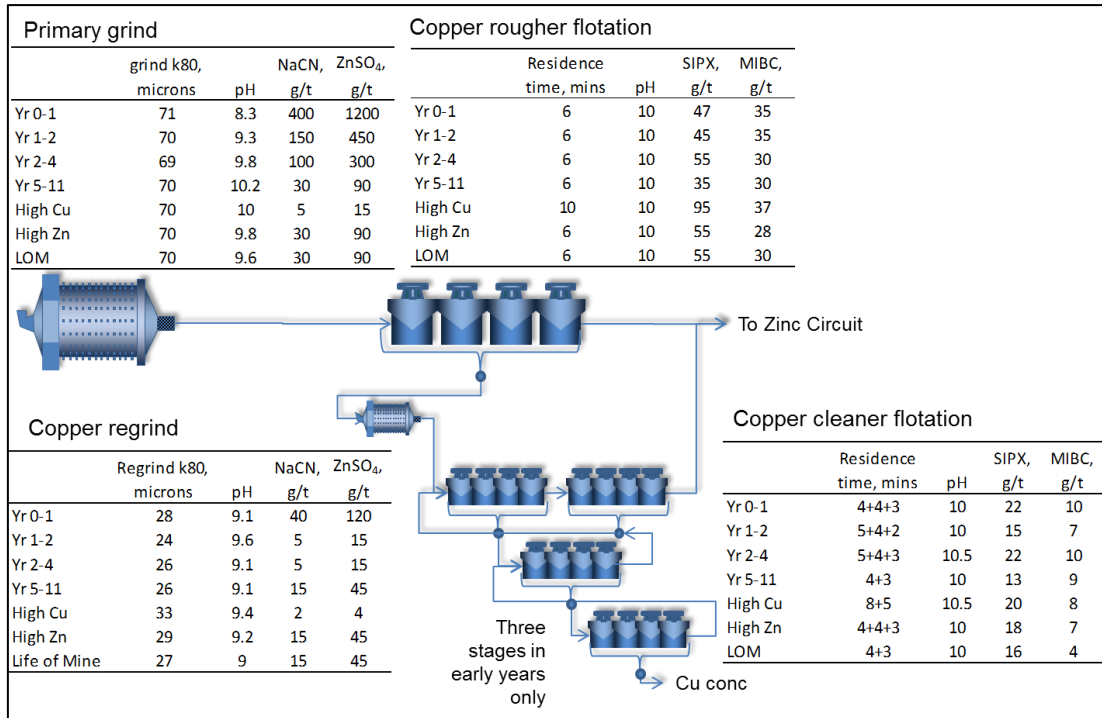 Primary grind
grind k80, NaCN, ZnSO₄,
microns pH g/t g/t
Yr 0-1 71 8.3 400 1200
Yr 1-2 70 9.3 150 450
Yr 2-4 69 9.8 100 300
Yr 5-11 70 10.2 30 90
High Cu 70 10 5 15
High Zn 70 9.8 30 90
LOM 70 9.6 30 90
Copper rougher flotation
Residence SIPX, MIBC,
time, mins pH g/t g/t
Yr 0-1 6 10 47 35
Yr 1-2 6 10 45 35
Yr 2-4 6 10 55 30
Yr 5-11 6 10 35 30
High Cu 10 10 95 37
High Zn 6 10 55 28
LOM 6 10 55 30
To Zinc Circuit
Copper regrind
Regrind k80, NaCN, ZnSO₄,
microns pH g/t g/t
Yr 0-1 28 9.1 40 120
Yr 1-2 24 9.6 5 15
Yr 2-4 26 9.1 5 15
Yr 5-11 26 9.1 15 45
High Cu 33 9.4 2 4
High Zn 29 9.2 15 45
Life of Mine 27 9 15 45
Three
stages in
early years
only
Cu conc
Copper cleaner flotation
Residence SIPX, MIBC,
time, mins pH g/t g/t
Yr 0-1 4+4+3 10 22 10
Yr 1-2 5+4+2 10 15 7
Yr 2-4 5+4+3 10.5 22 10
Yr 5-11 4+3 10 13 9
High Cu 8+5 10.5 20 8
High Zn 4+4+3 10 18 7
LOM 4+3 10 16 4